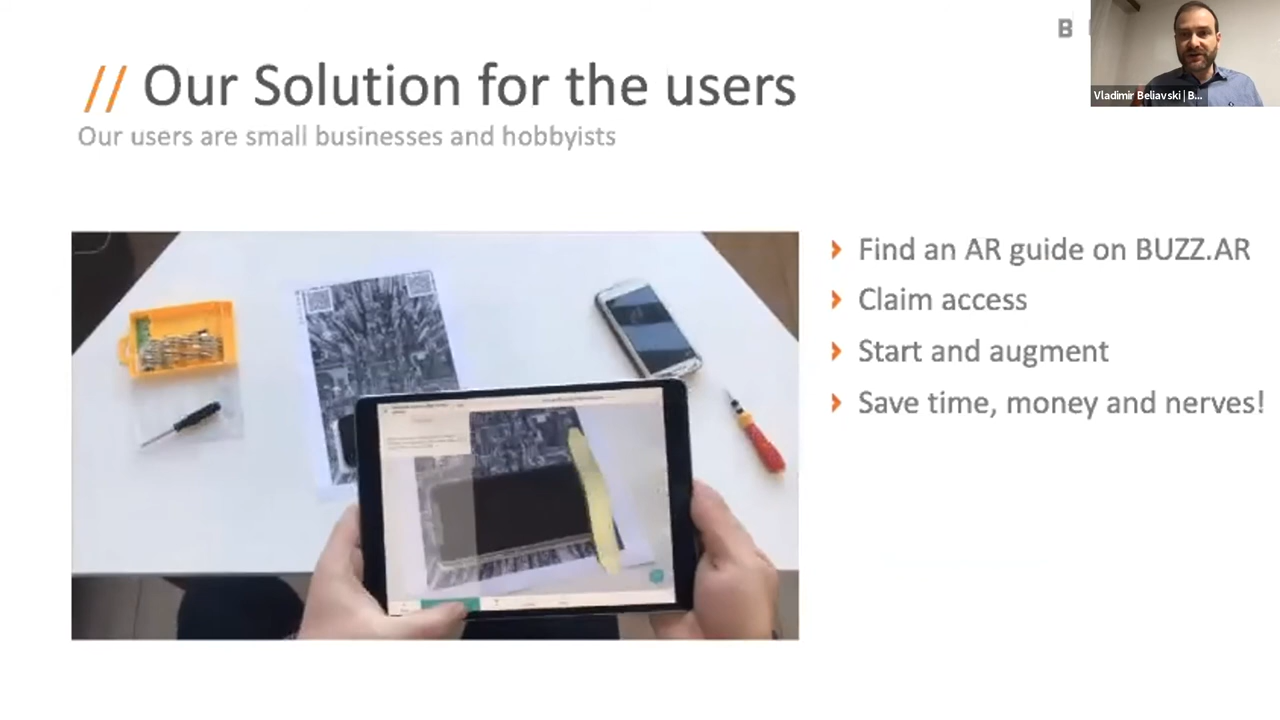 B
// Our Solution for the users
Our users are small businesses and hobbyists
Vladimir Beliavski | B...
Find an AR guide on BUZZ.AR
Claim access
Start and augment
Save time, money and nerves!